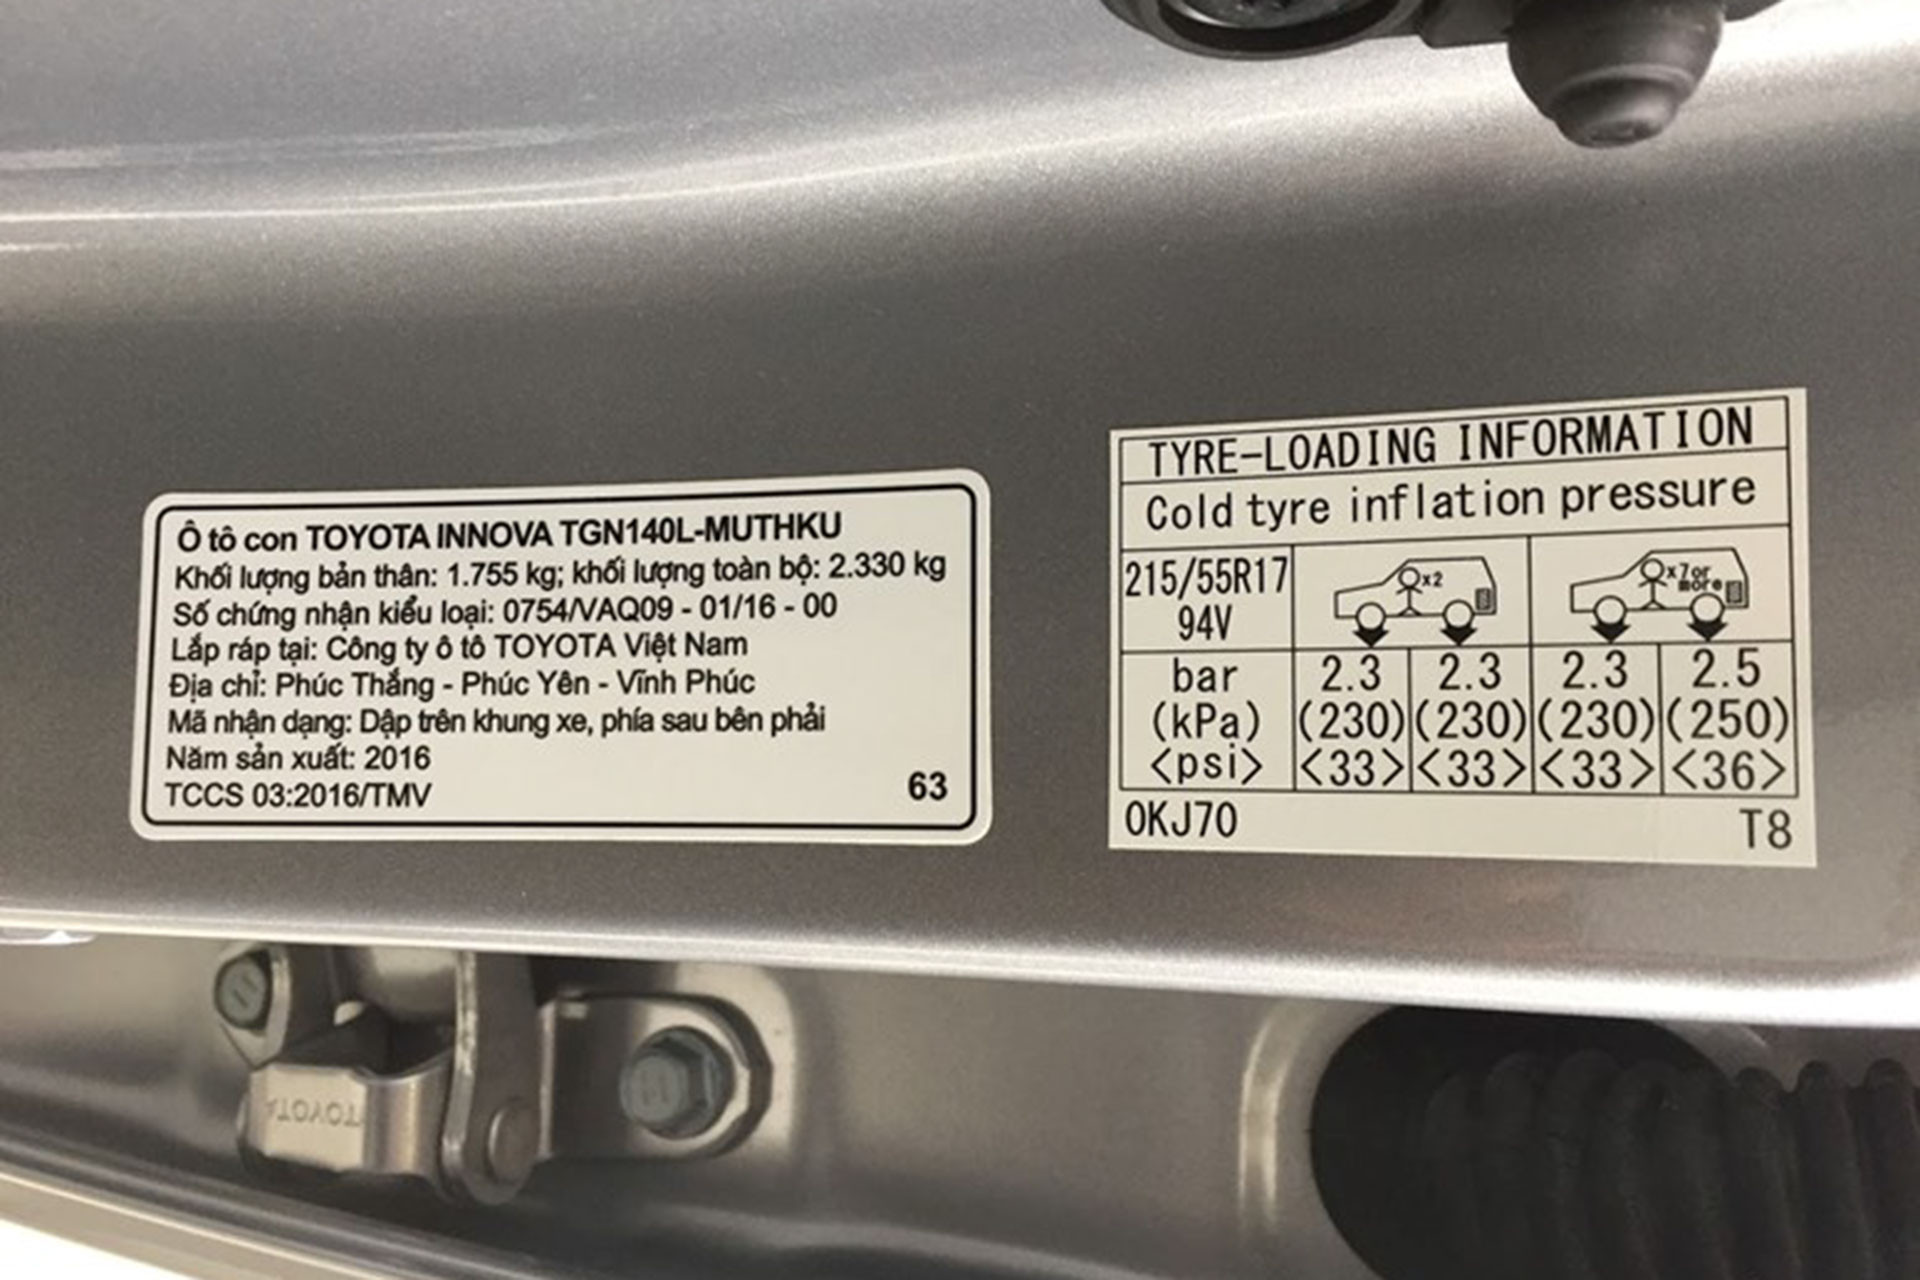 Ô tô con TOYOTA INNOVA TGN140L-MUTHKU
Khối lượng bản thân: 1.755 kg; khối lượng toàn bộ: 2.330 kg
Số chứng nhận kiểu loại: 0754/VAQ09 - 01/16 - 00
Lắp ráp tại: Công ty ô tô TOYOTA Việt Nam
Địa chỉ: Phúc Thắng - Phúc Yên - Vĩnh Phúc
Mã nhận dạng: Dập trên khung xe, phía sau bên phải
Năm sản xuất: 2016
TCCS 03:2016/TMV 63
TYRE-LOADING INFORMATION
Cold tyre inflation pressure
215/55R17 x2 x7or
94V more
bar 2.3 2.3 2.3 2.5
(kPa) (230) (230) (230) (250)
<psi> <33> <33> <33> <36>
0KJ70 T8
TOYOTA